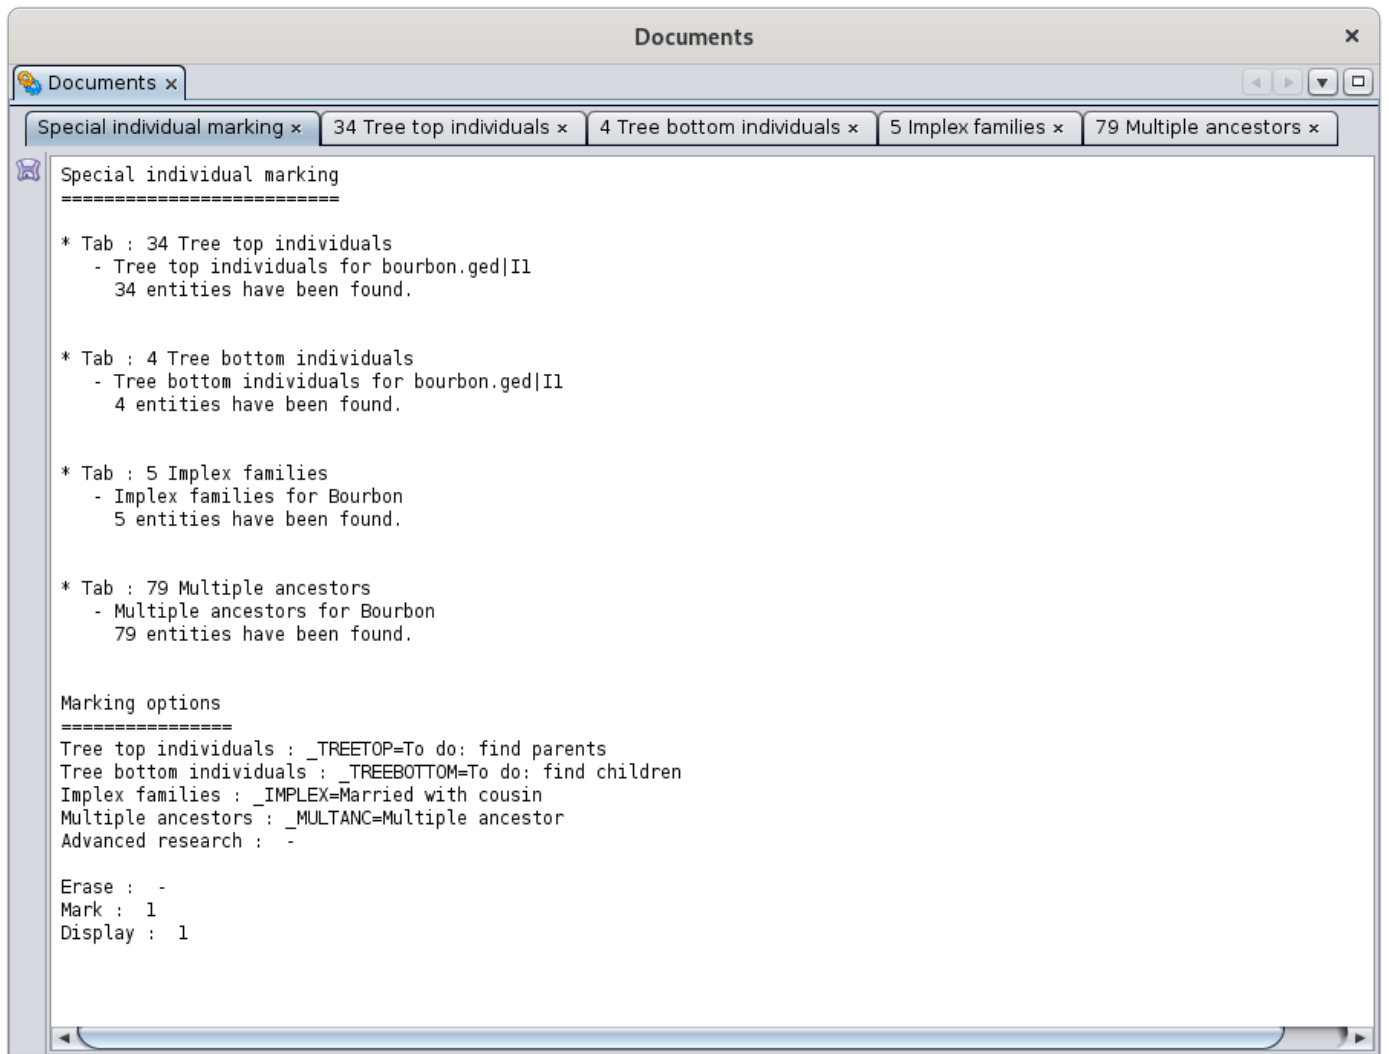 Documents
Documents
Special individual marking
34 Tree top individuals
4 Tree bottom individuals
5 Implex families
79 Multiple ancestors
Special individual marking
==========================
* Tab : 34 Tree top individuals
- Tree top individuals for bourbon.ged|I1
34 entities have been found.
* Tab : 4 Tree bottom individuals
- Tree bottom individuals for bourbon.ged|I1
4 entities have been found.
* Tab : 5 Implex families
- Implex families for Bourbon
5 entities have been found.
* Tab : 79 Multiple ancestors
- Multiple ancestors for Bourbon
79 entities have been found.
Marking options
================
Tree top individuals : _TREETOP=To do: find parents
Tree bottom individuals : _TREEBOTTOM=To do: find children
Implex families : _IMPLEX=Married with cousin
Multiple ancestors : _MULTANC=Multiple ancestor
Advanced research :  -
Erase :  -
Mark :  1
Display :  1